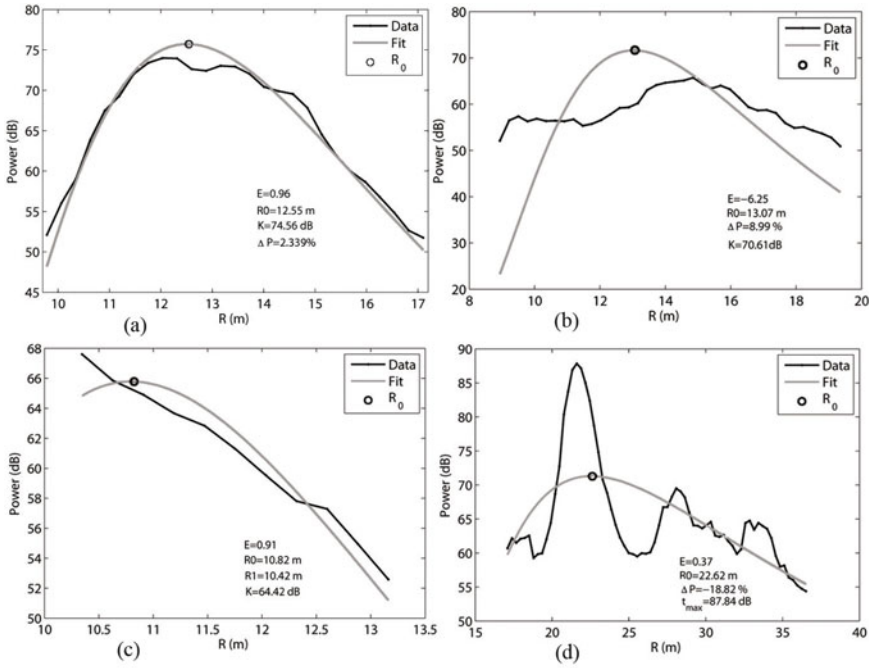 80
75
70
65
60
55
50
45
Power (dB)
10 11 12 13 14 15 16 17
R (m)
Data
Fit
R0
E=0.96
R0=12.55 m
K=74.56 dB
Δ P=2.339%
(a)
80
70
60
50
40
30
20
Power (dB)
8 10 12 14 16 18 20
R (m)
Data
Fit
R0
E=−6.25
R0=13.07 m
Δ P=8.99 %
K=70.61dB
(b)
68
66
64
62
60
58
56
54
52
50
Power (dB)
10 10.5 11 11.5 12 12.5 13 13.5
R (m)
Data
Fit
R0
E=0.91
R0=10.82 m
R1=10.42 m
K=64.42 dB
(c)
90
85
80
75
70
65
60
55
50
Power (dB)
15 20 25 30 35 40
R (m)
Data
Fit
R0
E=0.37
R0=22.62 m
Δ P=−18.82 %
tmax=87.84 dB
(d)